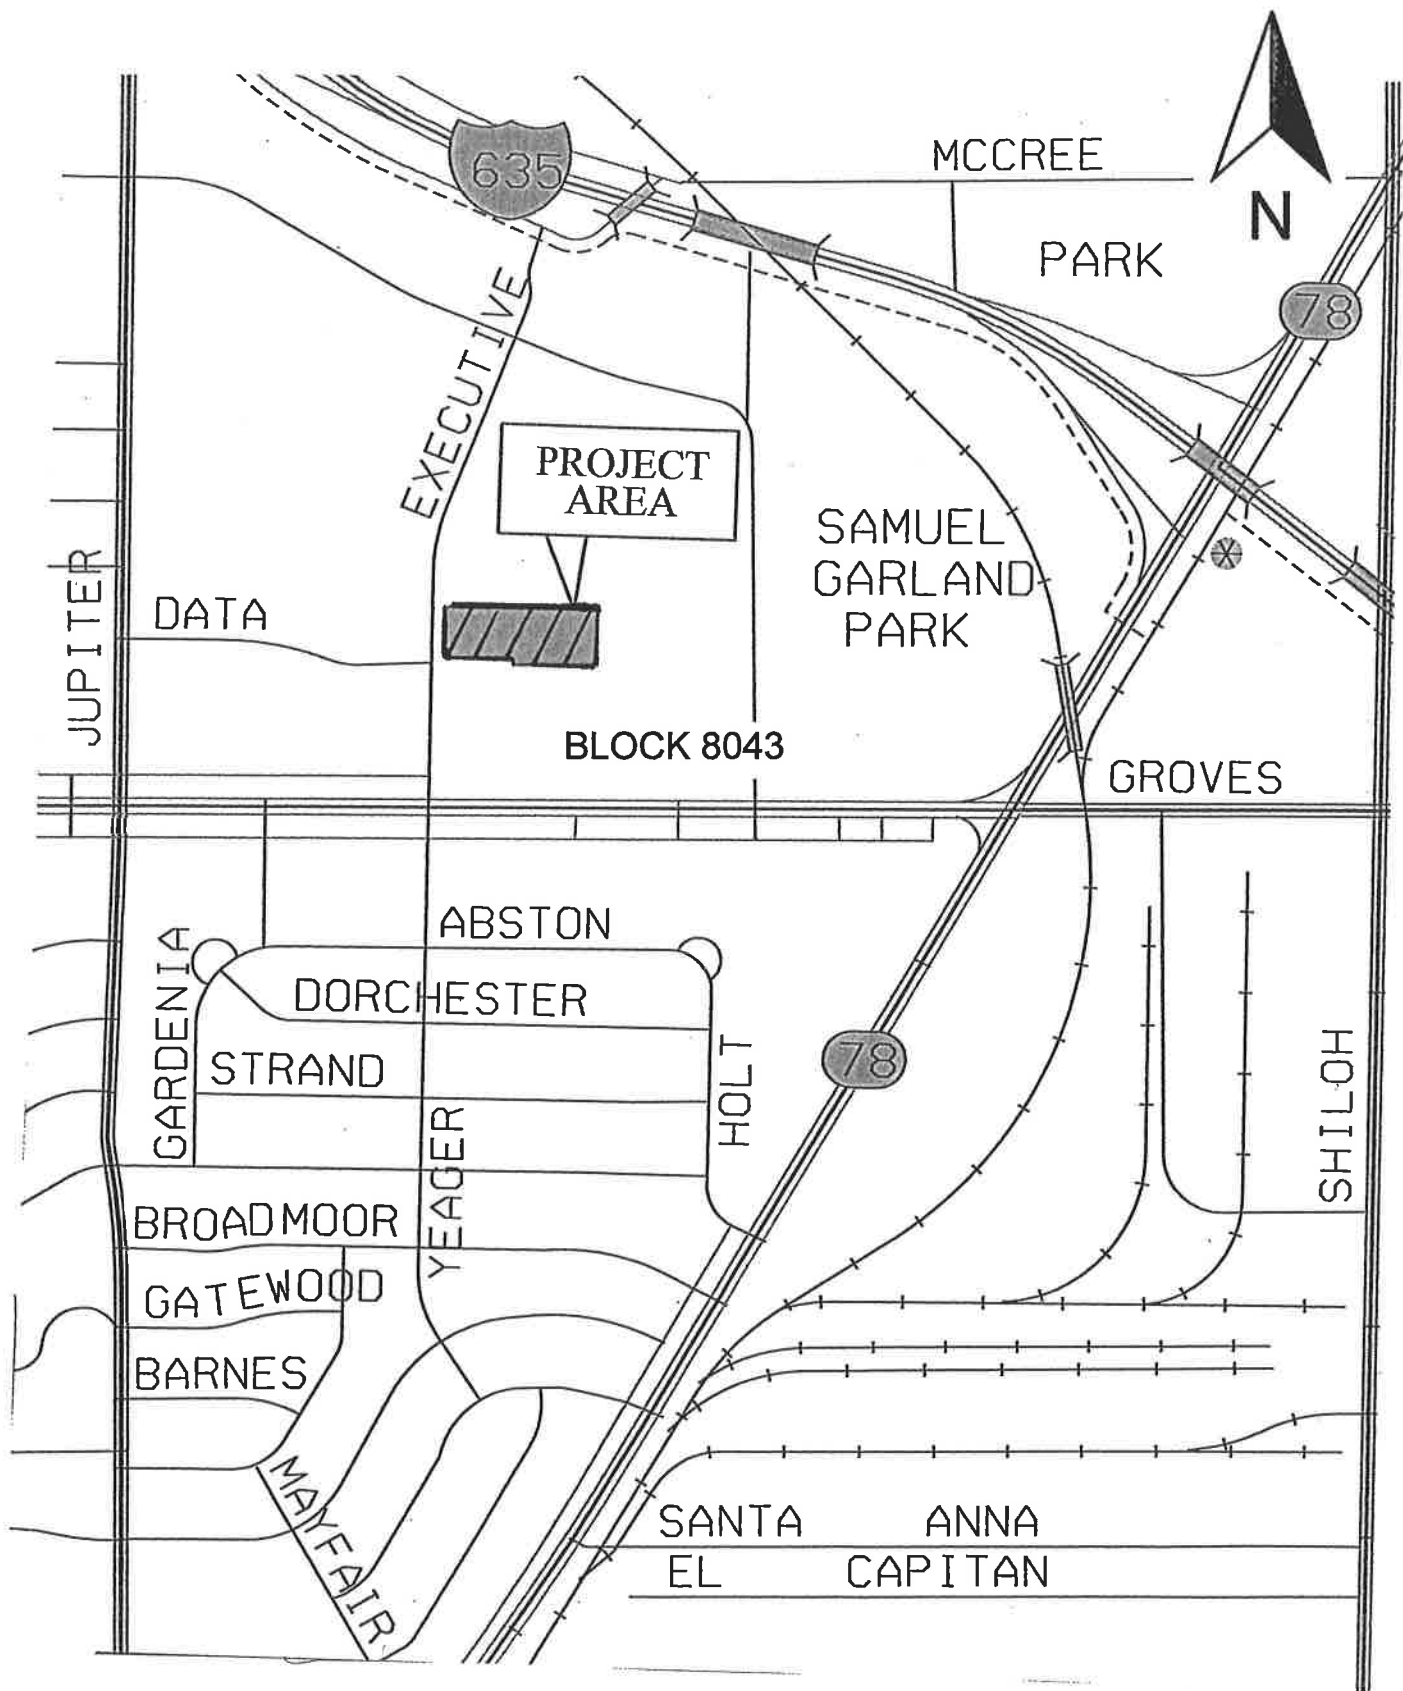 MCCREE
635
N
PARK
78
EXECUTIVE
PROJECT
AREA
SAMUEL
GARLAND
PARK
JUPITER
DATA
BLOCK 8043
GROVES
ABSTON
GARDENIA
DORCHESTER
STRAND
HOLT
78
SHILOH
YEAGER
BROADMOOR
GATEWOOD
BARNES
MAYFAIR
SANTA ANNA
EL CAPITAN